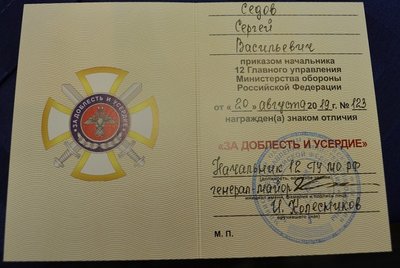 «ЗА ДОБЛЕСТЬ И УСЕРДИЕ»
Седов
Сергей
Васильевич
приказом начальника
12 Главного управления
Министерства обороны
Российской Федерации
от «20» августа 2019 г. № 123
награжден(а) знаком отличия
«ЗА ДОБЛЕСТЬ И УСЕРДИЕ»
Начальник 12 ГУ МО РФ
генерал-майор
И. Колесников
М. П.